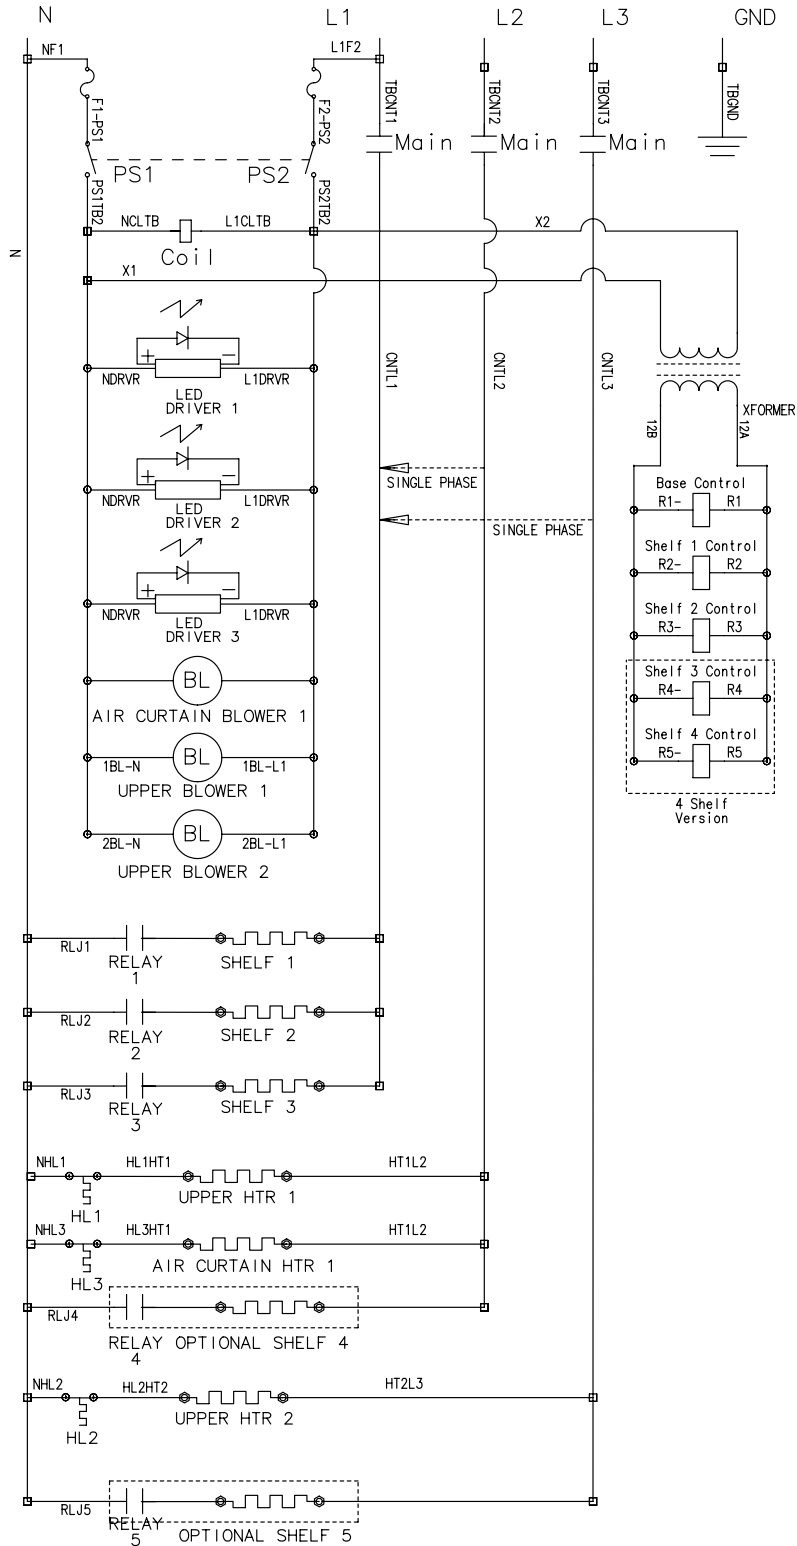 N L1 L2 L3 GND
NF1 L1F2
F1-PS1 F2-PS2 TBCNT1 TBCNT2 TBCNT3 TBGND
Main Main Main
PS1 PS2
PS1TB2 PS2TB2
NCLTB L1CLTB X2
N
Coil
X1
+ −
NDRVR L1DRVR
LED
DRIVER 1
CNTL1 CNTL2 CNTL3
XFORMER
12B 12A
+ −
NDRVR L1DRVR
LED
DRIVER 2
SINGLE PHASE
SINGLE PHASE
Base Control
R1- R1
Shelf 1 Control
R2- R2
+ −
NDRVR L1DRVR
LED
DRIVER 3
Shelf 2 Control
R3- R3
Shelf 3 Control
R4- R4
Shelf 4 Control
R5- R5
4 Shelf
Version
BL
AIR CURTAIN BLOWER 1
BL
1BL-N 1BL-L1
UPPER BLOWER 1
BL
2BL-N 2BL-L1
UPPER BLOWER 2
RLJ1
RELAY
1
SHELF 1
RLJ2
RELAY
2
SHELF 2
RLJ3
RELAY
3
SHELF 3
NHL1 HL1HT1 HT1L2
HL1
UPPER HTR 1
NHL3 HL3HT1 HT1L2
HL3
AIR CURTAIN HTR 1
RLJ4
RELAY
4
OPTIONAL SHELF 4
NHL2 HL2HT2 HT2L3
HL2
UPPER HTR 2
RLJ5
RELAY
5
OPTIONAL SHELF 5